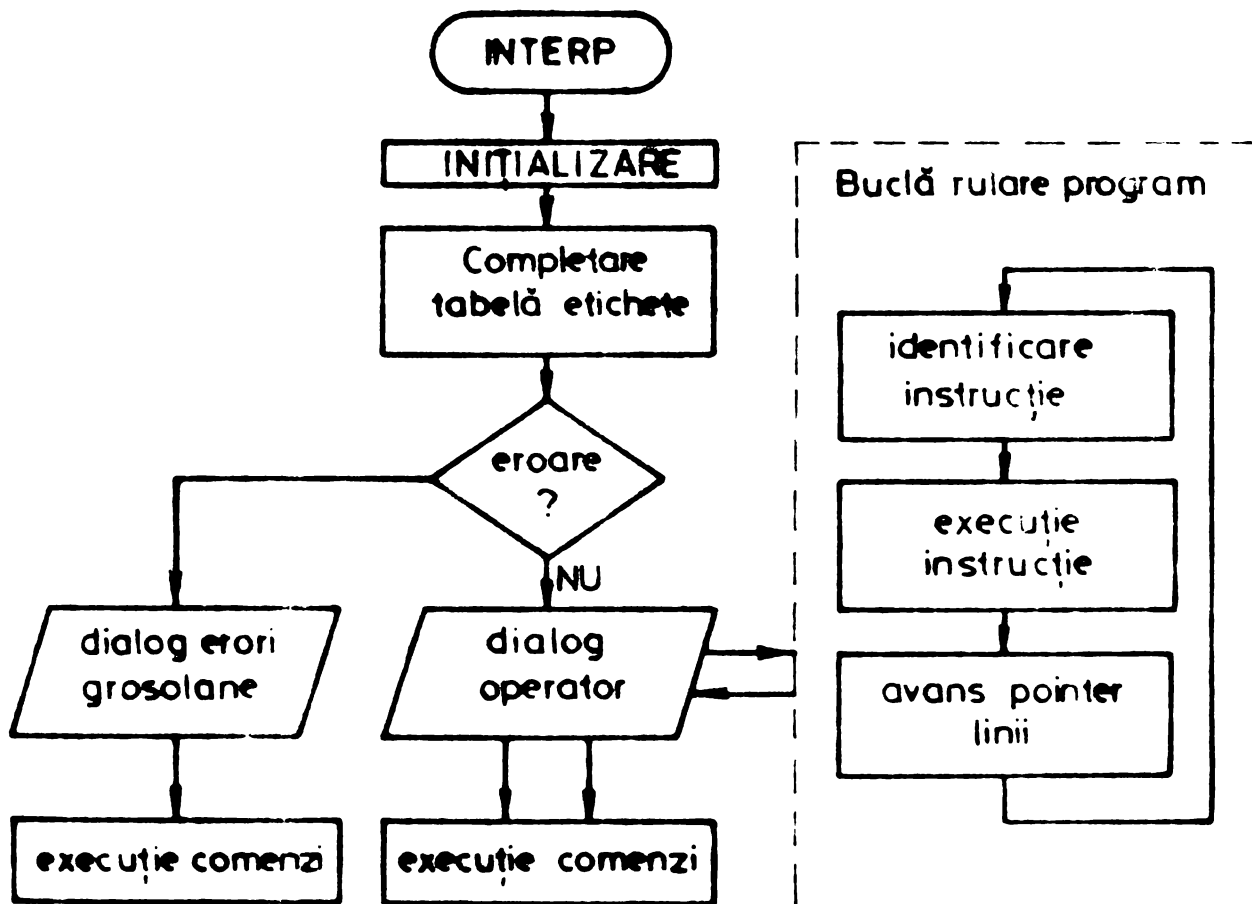 INTERP
INIȚIALIZARE
Completare
tabelă etichete
eroare
?
NU
dialog erori
grosolane
dialog
operator
execuție comenzi
execuție comenzi
Buclă rulare program
identificare
instrucție
execuție
instrucție
avans pointer
linii